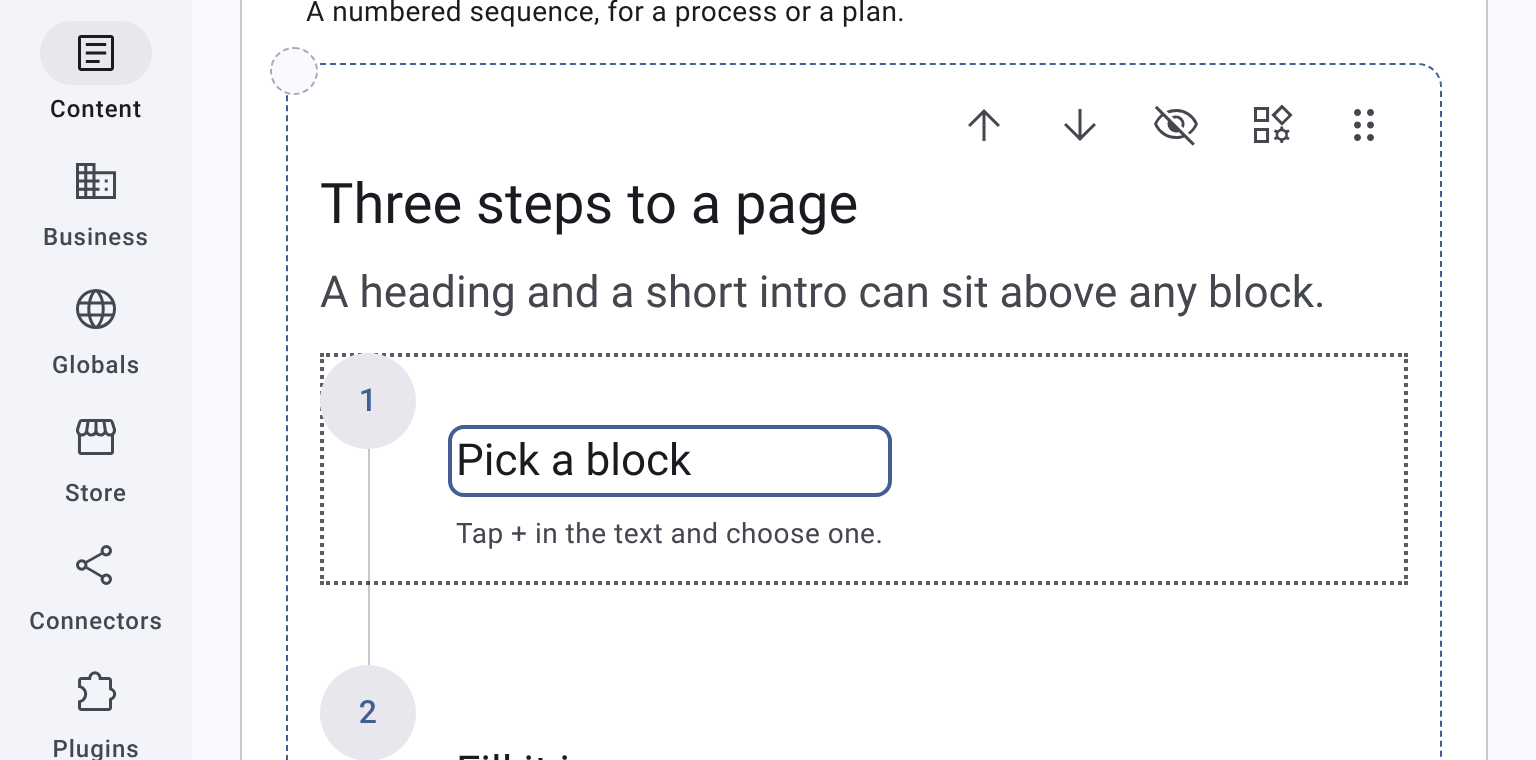 A numbered sequence, for a process or a plan.
Content
Business
Globals
Store
Connectors
Plugins
Three steps to a page
A heading and a short intro can sit above any block.
1
Pick a block
Tap + in the text and choose one.
2